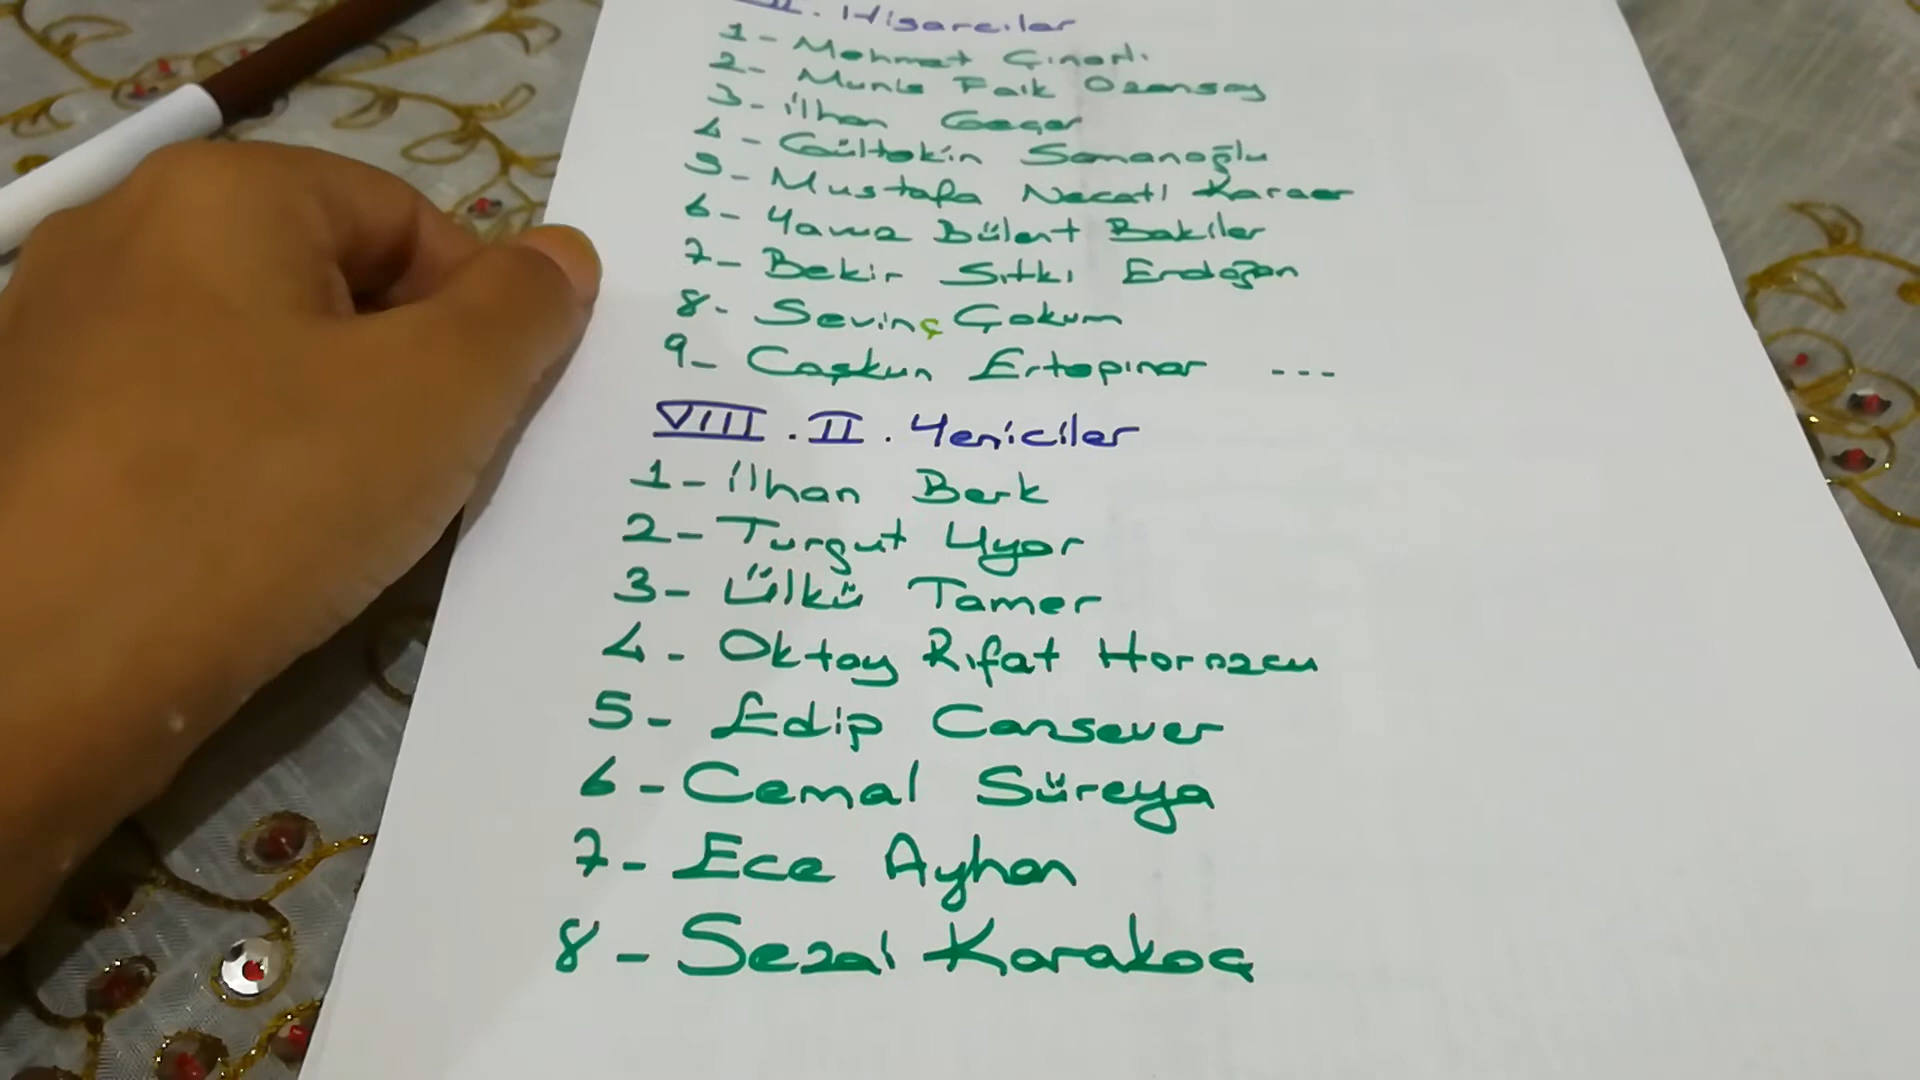 II. Hisarcılar
1- Mehmet Çınarlı
2- Munis Faik Ozansoy
3- İlhan Geçer
4- Gültekin Samanoğlu
5- Mustafa Necati Karaer
6- Yavuz Bülent Bakiler
7- Bekir Sıtkı Erdoğan
8- Sevinç Çokum
9- Coşkun Ertepınar ...
VIII. II. Yeniciler
1- İlhan Berk
2- Turgut Uyar
3- Ülkü Tamer
4- Oktay Rıfat Horozcu
5- Edip Cansever
6- Cemal Süreya
7- Ece Ayhan
8- Sezai Karakoç